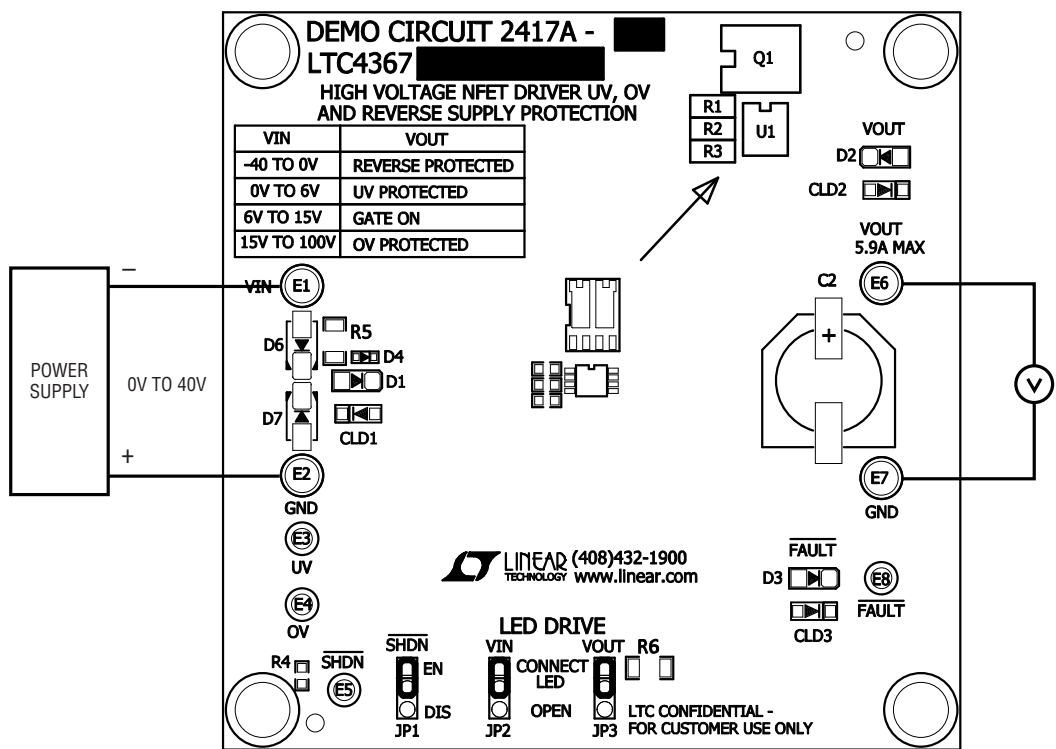 DEMO CIRCUIT 2417A -
LTC4367
HIGH VOLTAGE NFET DRIVER UV, OV
AND REVERSE SUPPLY PROTECTION
VIN VOUT
-40 TO 0V REVERSE PROTECTED
0V TO 6V UV PROTECTED
6V TO 15V GATE ON
15V TO 100V OV PROTECTED
Q1
R1
R2
R3
U1
VOUT
D2
CLD2
VOUT
5.9A MAX
E6
C2
+
V
E7
GND
POWER
SUPPLY
0V TO 40V
−
+
VIN
E1
R5
D6
D4
D1
D7
CLD1
E2
GND
E3
UV
E4
OV
R4
SHDN
E5
LINEAR
TECHNOLOGY
(408)432-1900
www.linear.com
FAULT
D3
E8
FAULT
CLD3
LED DRIVE
SHDN
EN
DIS
JP1
VIN
CONNECT
LED
OPEN
JP2
VOUT
R6
JP3
LTC CONFIDENTIAL -
FOR CUSTOMER USE ONLY